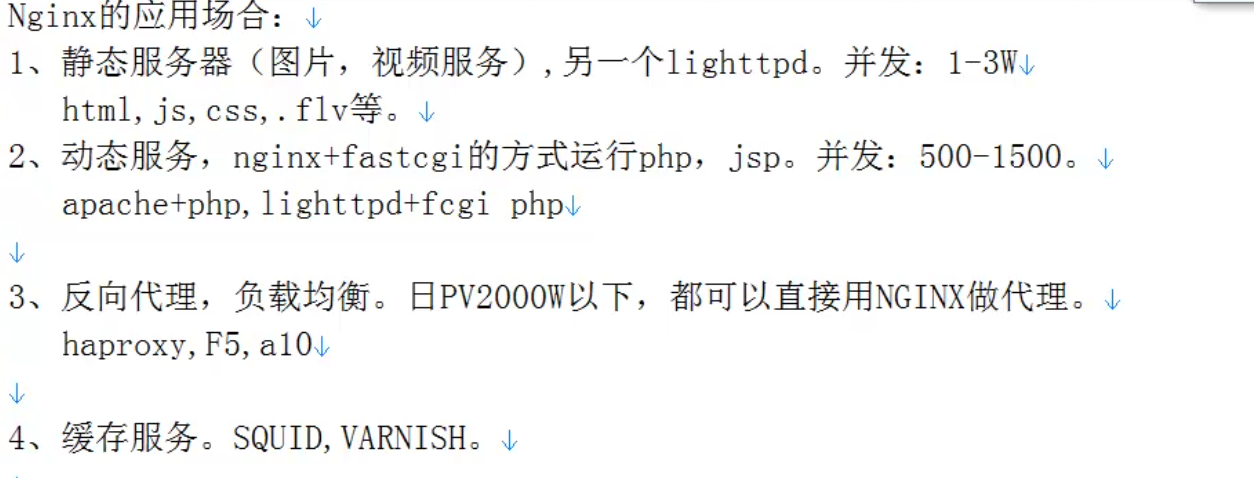 Nginx的应用场合：↓
1、静态服务器（图片，视频服务）,另一个lighttpd。并发：1-3W↓
html,js,css,.flv等。↓
2、动态服务，nginx+fastcgi的方式运行php，jsp。并发：500-1500。↓
apache+php,lighttpd+fcgi php↓
↓
3、反向代理，负载均衡。日PV2000W以下，都可以直接用NGINX做代理。↓
haproxy,F5,a10↓
↓
4、缓存服务。SQUID,VARNISH。↓